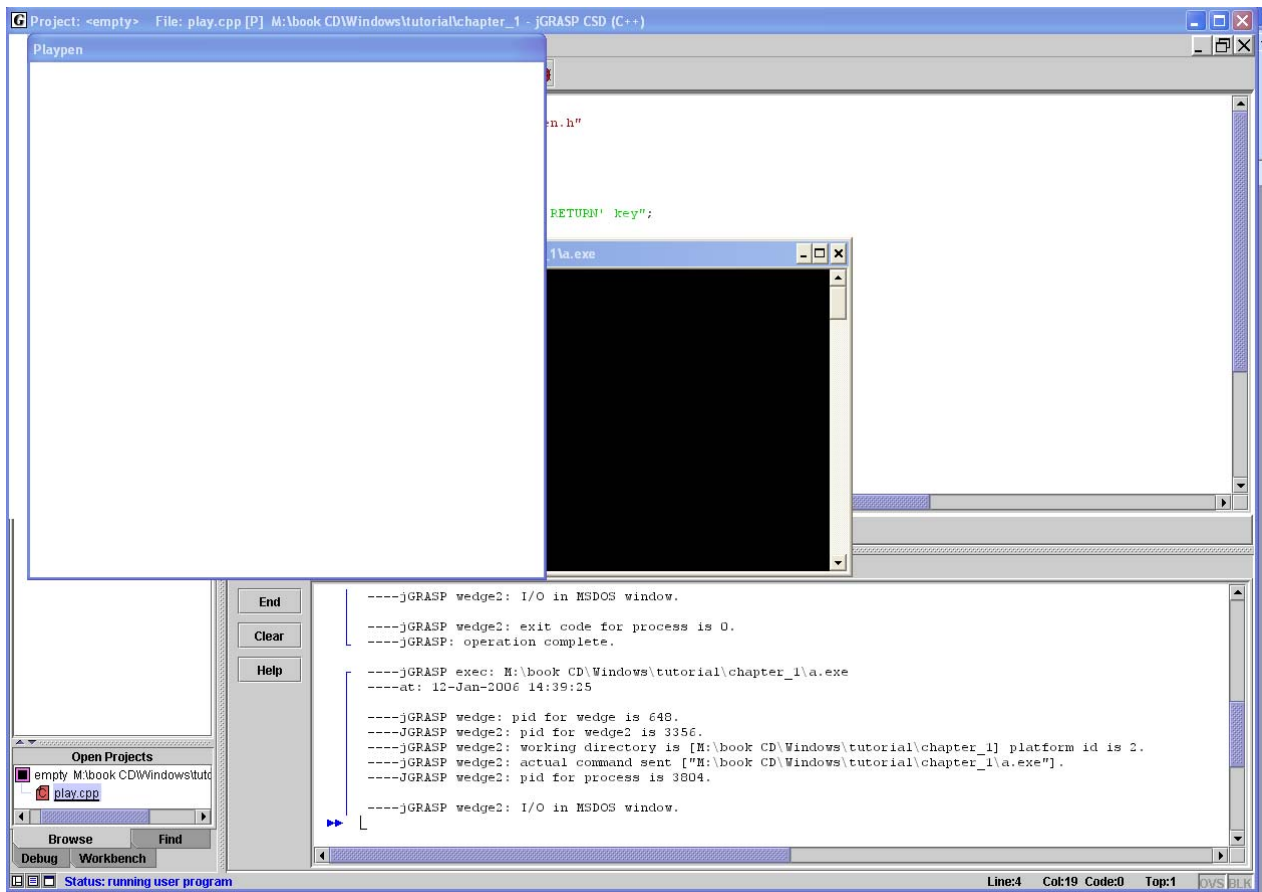 Project: <empty> File: play.cpp [P] M:\book CD\Windows\tutorial\chapter_1 - jGRASP CSD (C++)
Playpen
en.h"
RETURN' key";
_1\a.exe
End
Clear
Help
----jGRASP wedge2: I/O in MSDOS window.
----jGRASP wedge2: exit code for process is 0.
----jGRASP: operation complete.
----jGRASP exec: M:\book CD\Windows\tutorial\chapter_1\a.exe
----at: 12-Jan-2006 14:39:25
----jGRASP wedge: pid for wedge is 648.
----JGRASP wedge2: pid for wedge2 is 3356.
----jGRASP wedge2: working directory is [M:\book CD\Windows\tutorial\chapter_1] platform id is 2.
----jGRASP wedge2: actual command sent ["M:\book CD\Windows\tutorial\chapter_1\a.exe"].
----JGRASP wedge2: pid for process is 3804.
----jGRASP wedge2: I/O in MSDOS window.
Open Projects
empty M:\book CD\Windows\tuto
play.cpp
Browse Find
Debug Workbench
Status: running user program
Line:4 Col:19 Code:0 Top:1 OVS BLK